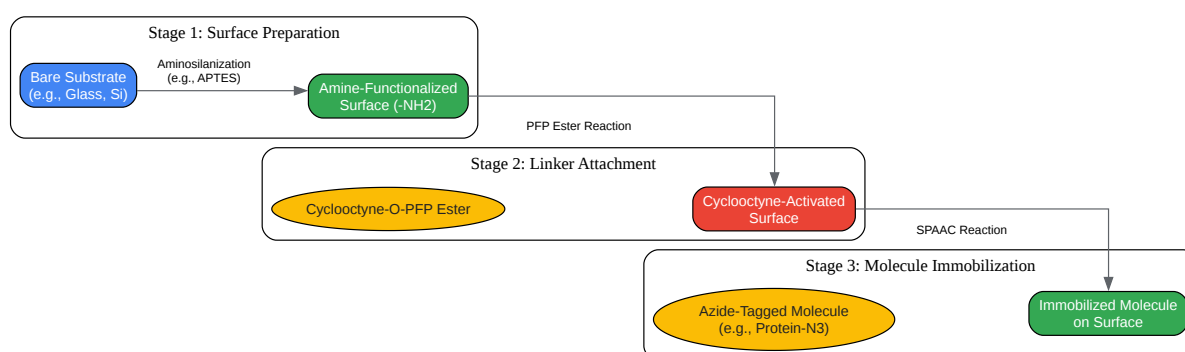 Stage 1: Surface Preparation
Bare Substrate
(e.g., Glass, Si)
Aminosilanization
(e.g., APTES)
Amine-Functionalized
Surface (-NH2)
PFP Ester Reaction
Stage 2: Linker Attachment
Cyclooctyne-O-PFP Ester
Cyclooctyne-Activated
Surface
SPAAC Reaction
Stage 3: Molecule Immobilization
Azide-Tagged Molecule
(e.g., Protein-N3)
Immobilized Molecule
on Surface